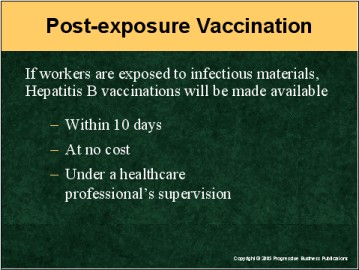 Post-exposure Vaccination
If workers are exposed to infectious materials,
Hepatitis B vaccinations will be made available
– Within 10 days
– At no cost
– Under a healthcare
professional's supervision
Copyright © 2005 Progressive Business Publications